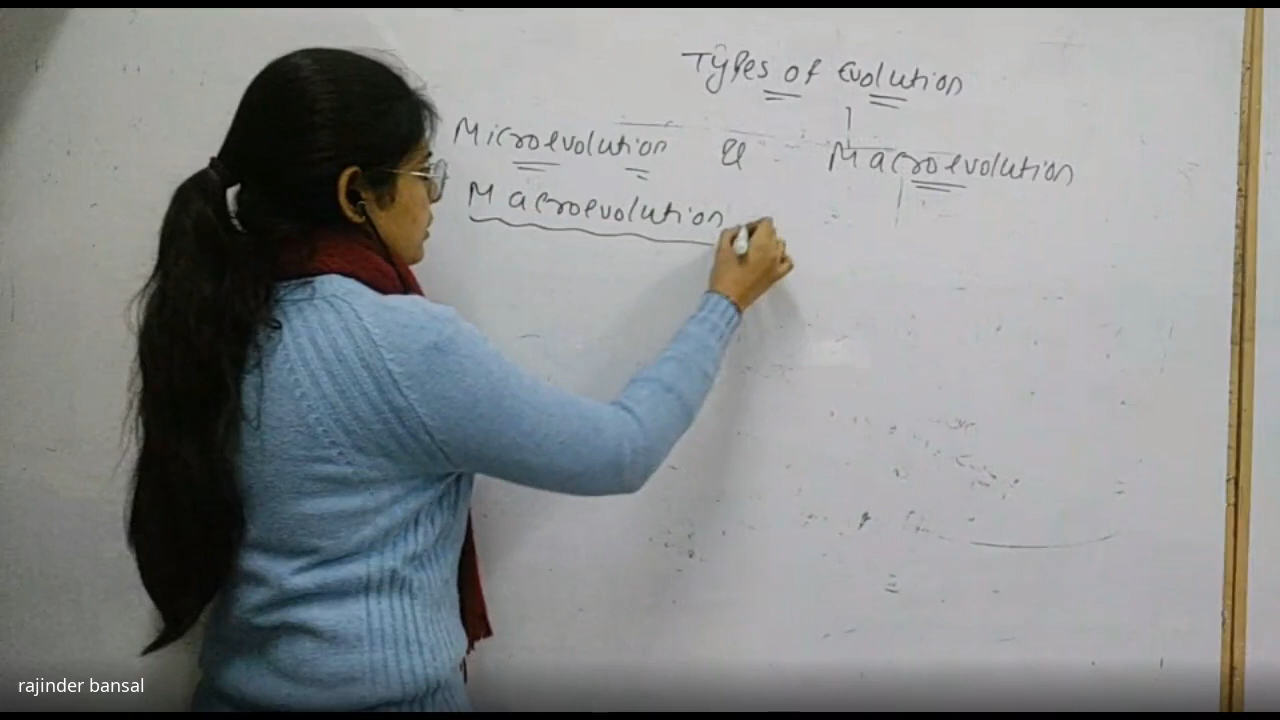 Types of Evolution
Microevolution & Macroevolution
Macroevolution
rajinder bansal